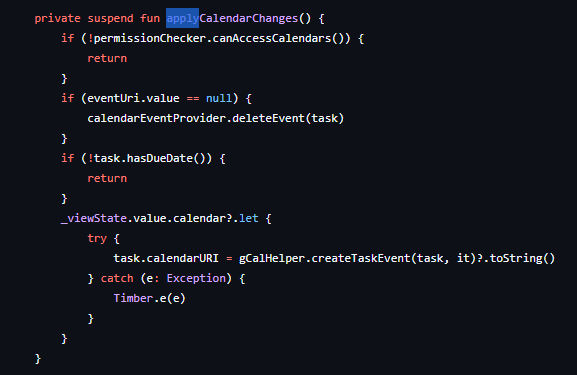 private suspend fun applyCalendarChanges() {
if (!permissionChecker.canAccessCalendars()) {
return
}
if (eventUri.value == null) {
calendarEventProvider.deleteEvent(task)
}
if (!task.hasDueDate()) {
return
}
_viewState.value.calendar?.let {
try {
task.calendarURI = gCalHelper.createTaskEvent(task, it)?.toString()
} catch (e: Exception) {
Timber.e(e)
}
}
}